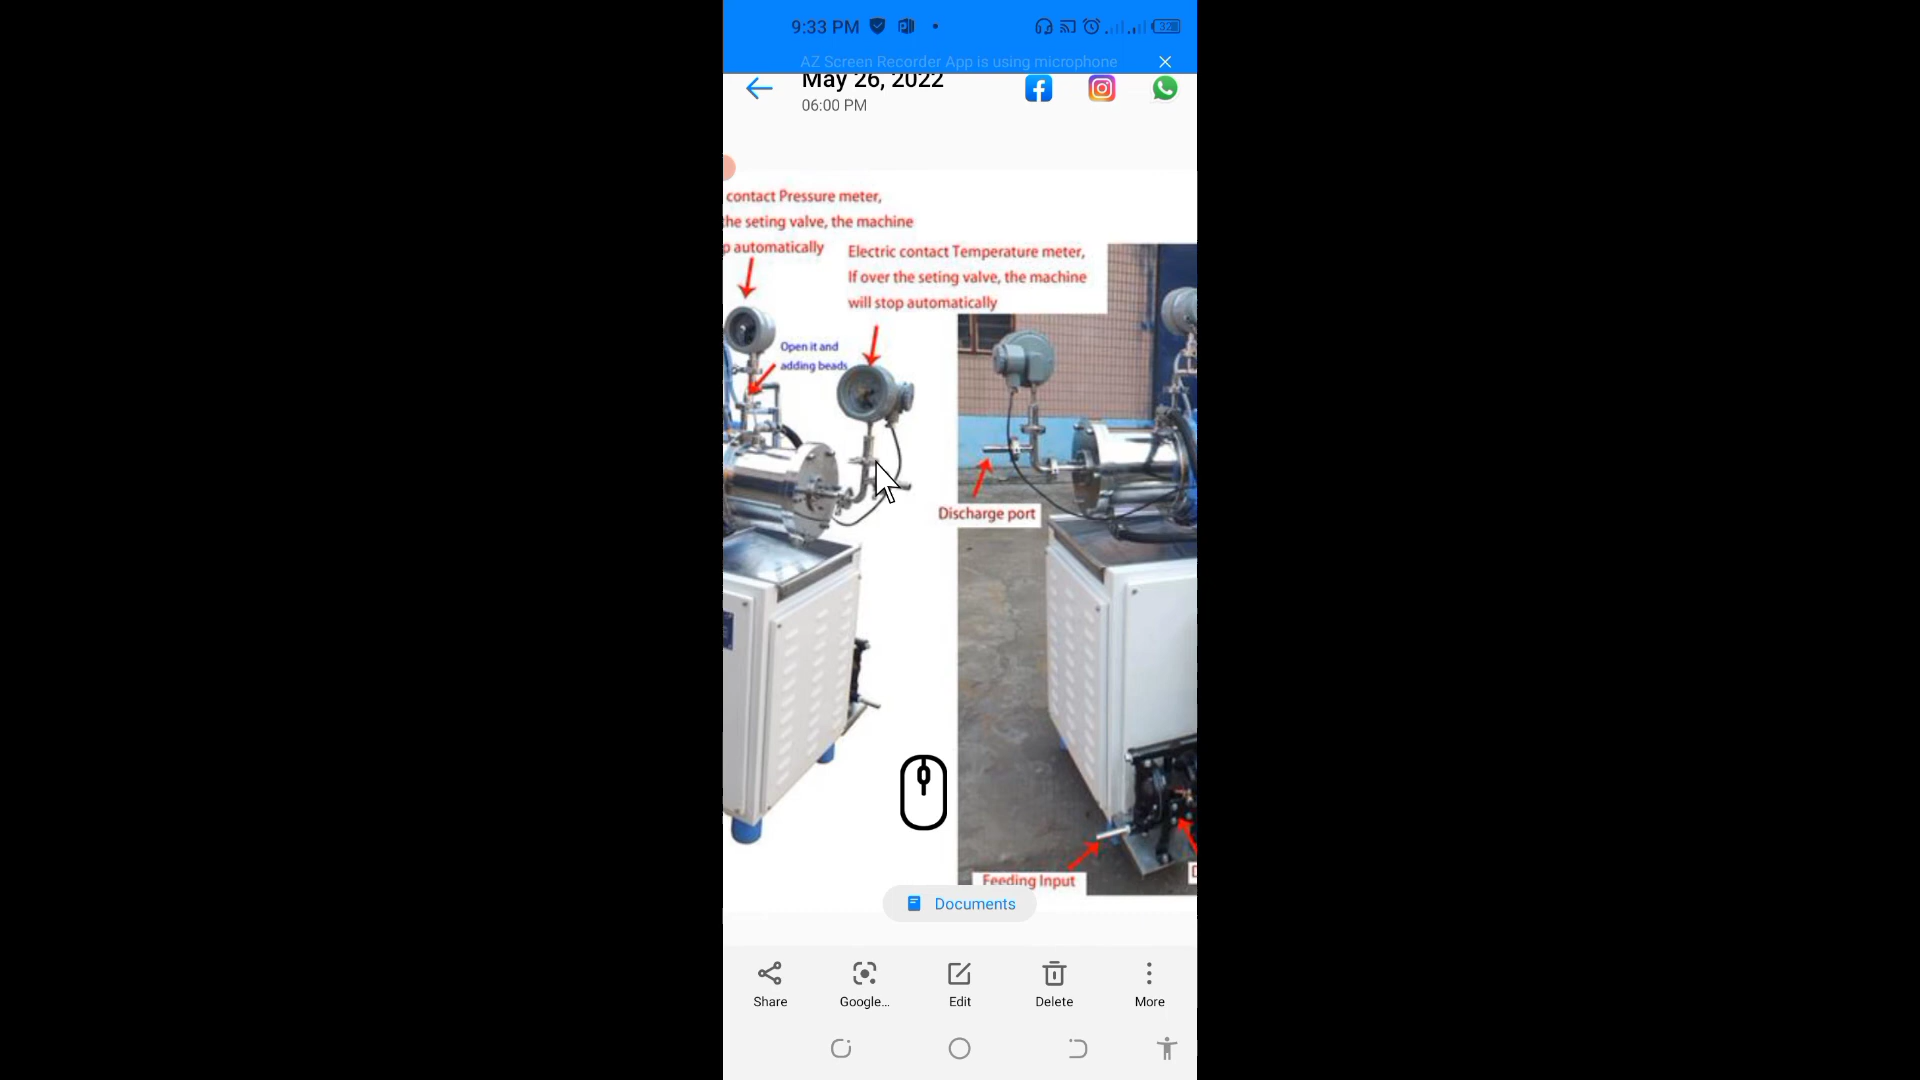 9:33 PM
32
AZ Screen Recorder App is using microphone
May 26, 2022
06:00 PM
contact Pressure meter,
the seting valve, the machine
p automatically
Electric contact Temperature meter,
If over the seting valve, the machine
will stop automatically
Open it and
adding beads
Discharge port
Feeding Input
Documents
Share
Google...
Edit
Delete
More